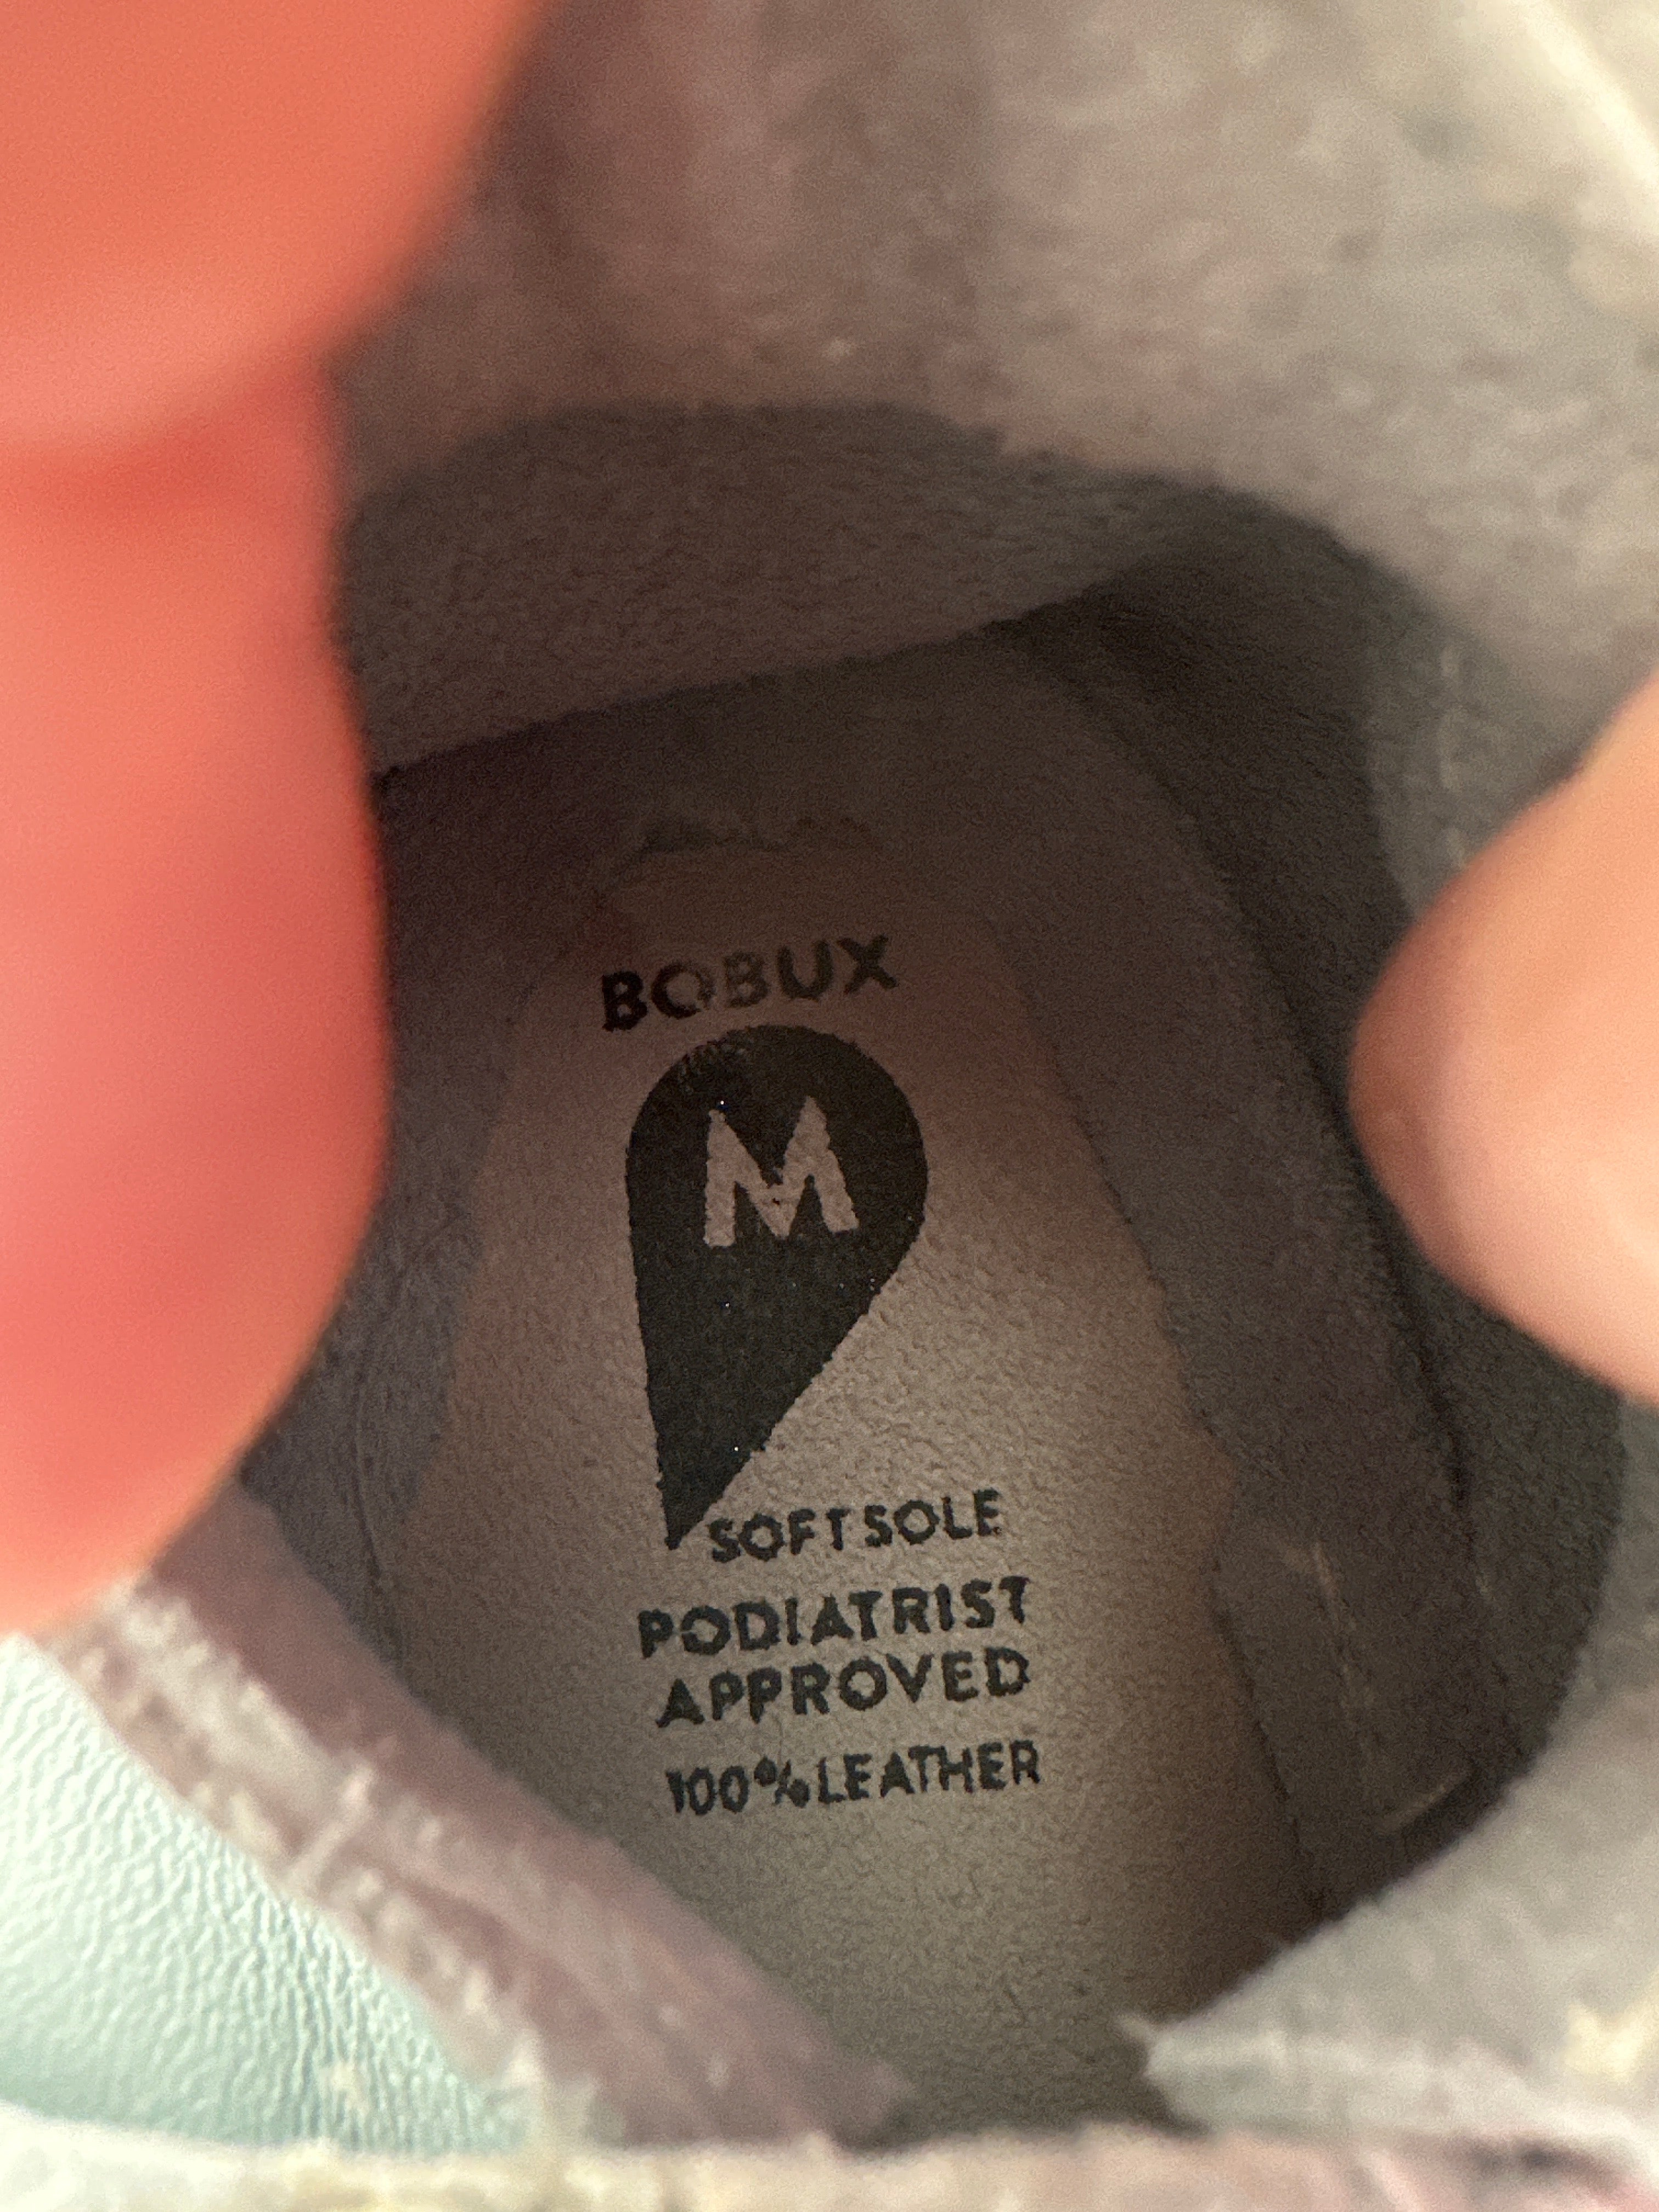 BOBUX
M
SOFT SOLE
PODIATRIST
APPROVED
100% LEATHER